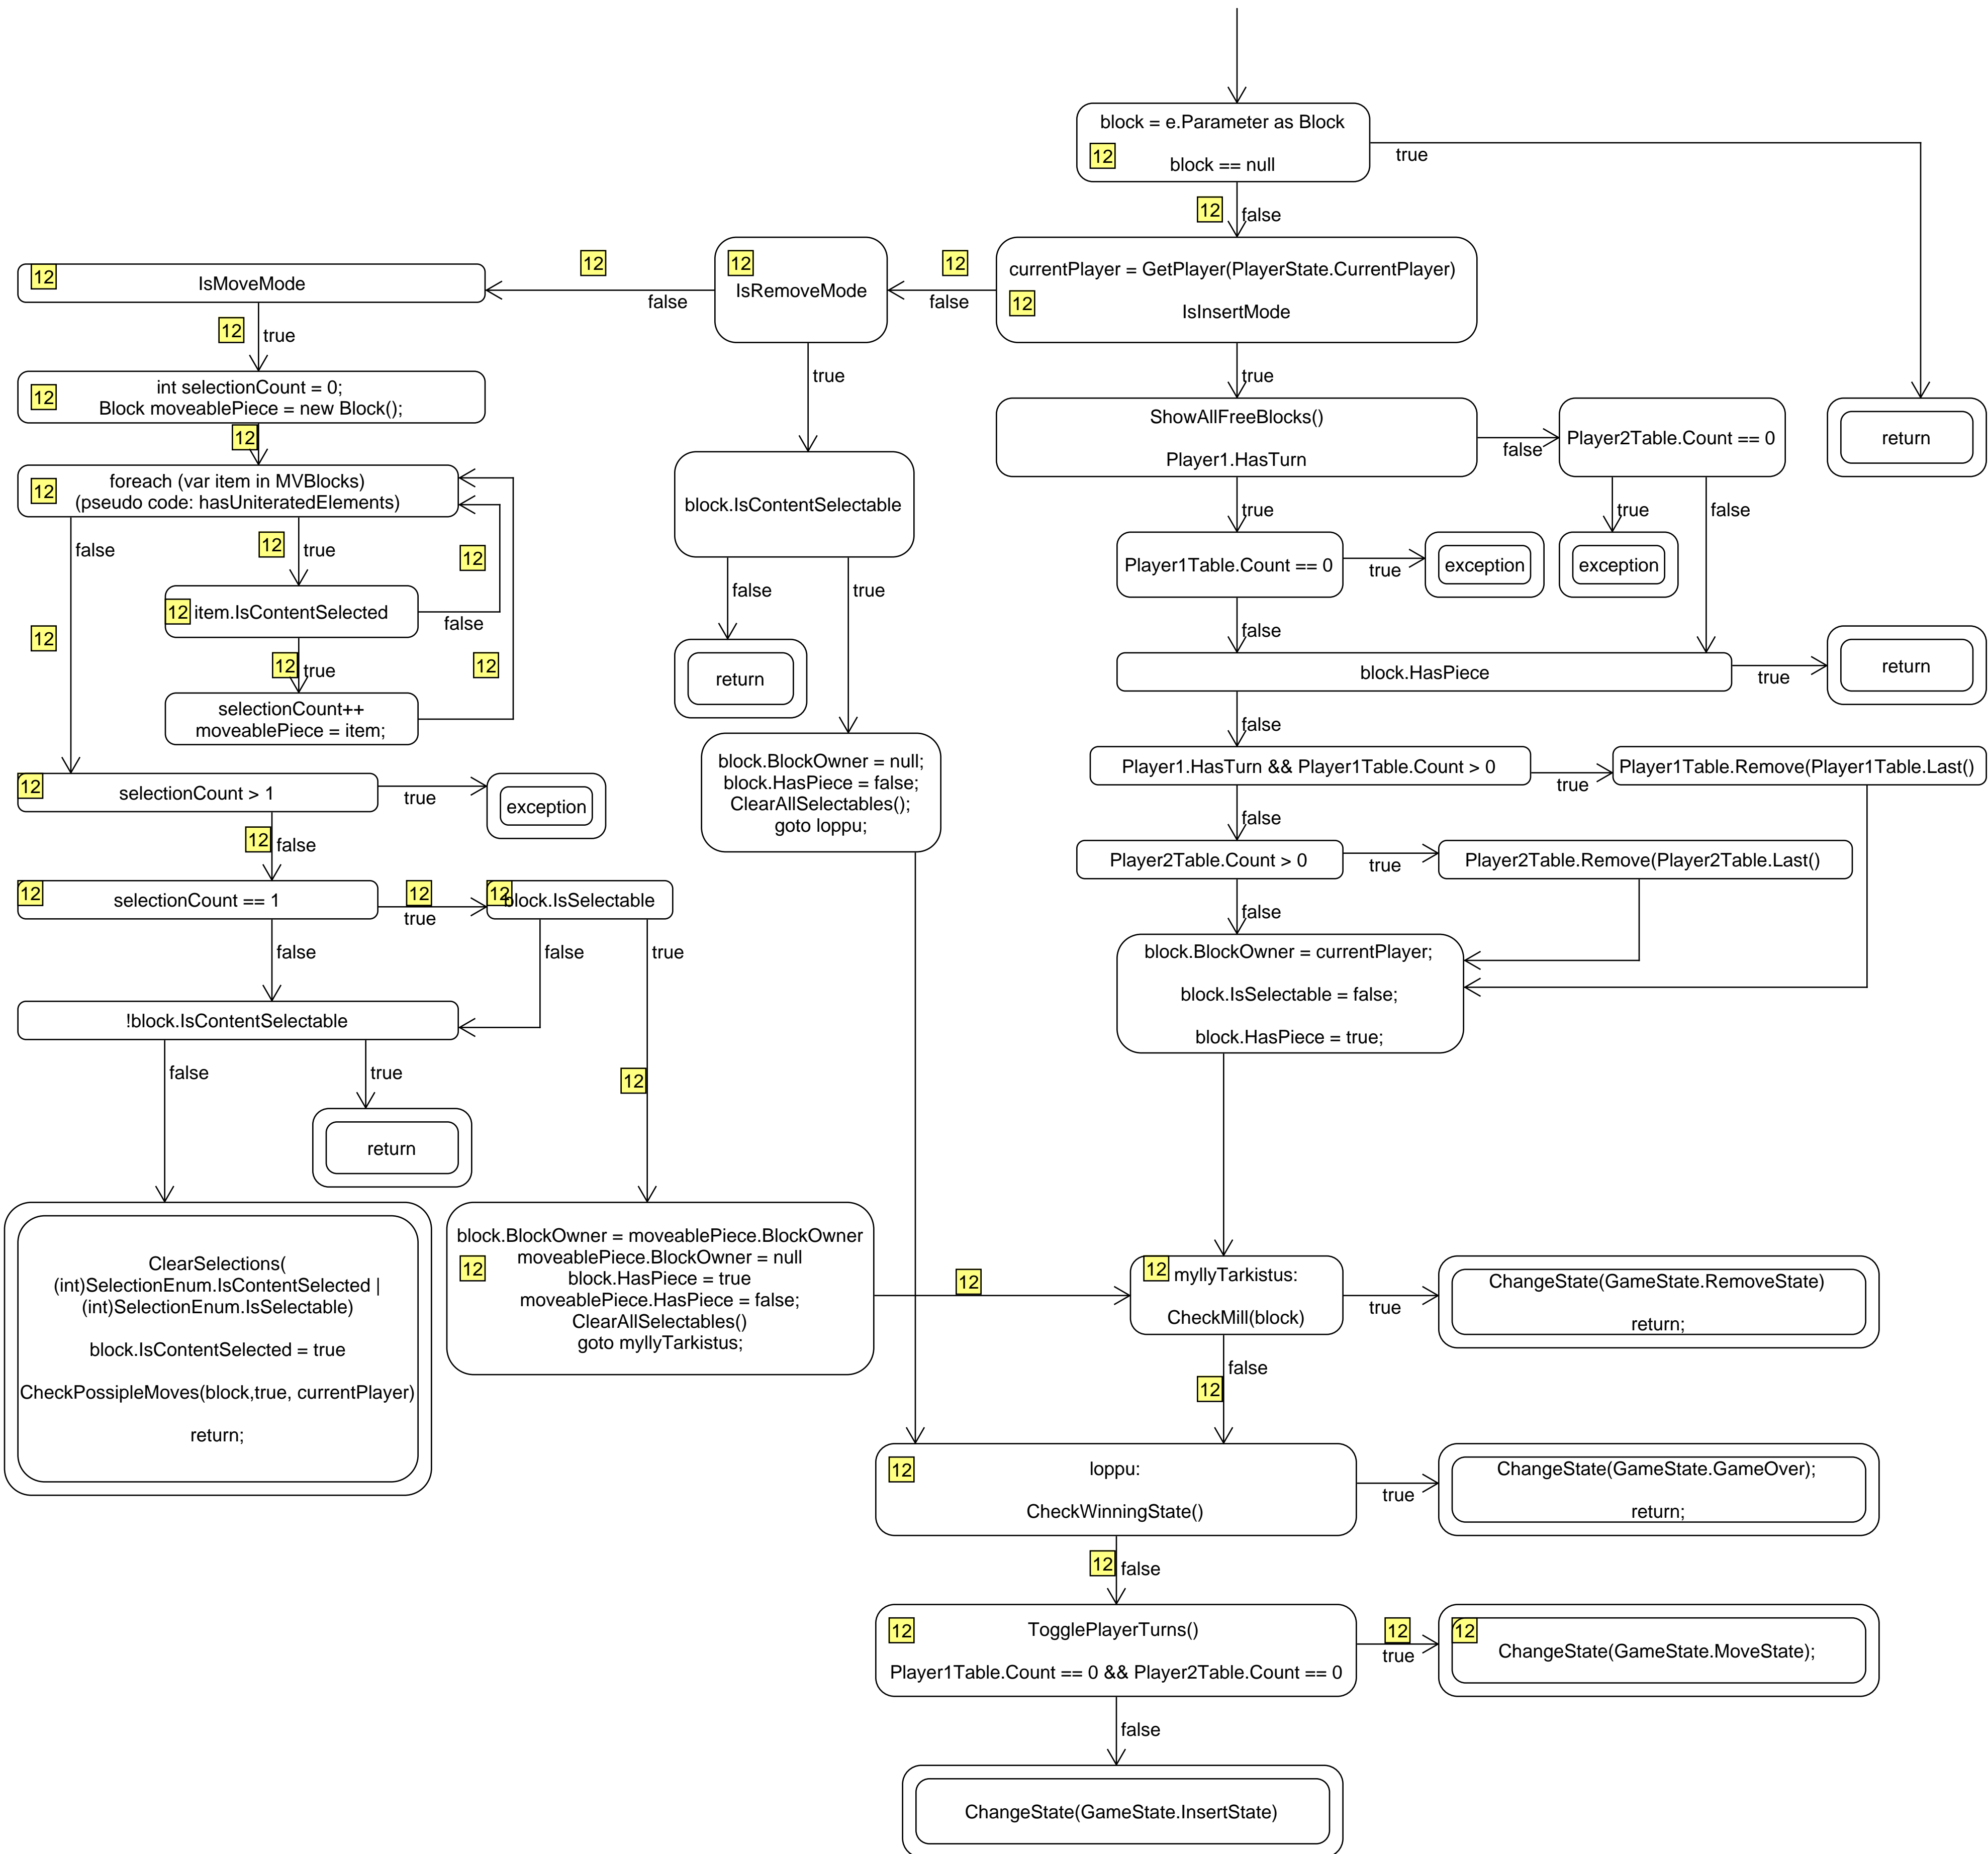 block = e.Parameter as Block
12
block == null
true
12
false
currentPlayer = GetPlayer(PlayerState.CurrentPlayer)
12
IsInsertMode
12
false
12
IsRemoveMode
12
false
12
IsMoveMode
12
true
12
int selectionCount = 0;
Block moveablePiece = new Block();
12
12
foreach (var item in MVBlocks)
(pseudo code: hasUniteratedElements)
false
12
12
true
12
12
item.IsContentSelected
false
12
true
12
selectionCount++
moveablePiece = item;
12
selectionCount > 1
true
exception
12
false
12
selectionCount == 1
12
true
12
block.IsSelectable
false
false
true
12
!block.IsContentSelectable
false
true
return
ClearSelections(
(int)SelectionEnum.IsContentSelected |
(int)SelectionEnum.IsSelectable)
block.IsContentSelected = true
CheckPossipleMoves(block,true, currentPlayer)
return;
block.BlockOwner = moveablePiece.BlockOwner
12
moveablePiece.BlockOwner = null
block.HasPiece = true
moveablePiece.HasPiece = false;
ClearAllSelectables()
goto myllyTarkistus;
12
true
block.IsContentSelectable
false
true
return
block.BlockOwner = null;
block.HasPiece = false;
ClearAllSelectables();
goto loppu;
true
ShowAllFreeBlocks()
Player1.HasTurn
false
Player2Table.Count == 0
return
true
true
false
Player1Table.Count == 0
true
exception
exception
false
block.HasPiece
true
return
false
Player1.HasTurn && Player1Table.Count > 0
true
Player1Table.Remove(Player1Table.Last()
false
Player2Table.Count > 0
true
Player2Table.Remove(Player2Table.Last()
false
block.BlockOwner = currentPlayer;
block.IsSelectable = false;
block.HasPiece = true;
12
myllyTarkistus:
CheckMill(block)
true
ChangeState(GameState.RemoveState)
return;
false
12
12
loppu:
CheckWinningState()
true
ChangeState(GameState.GameOver);
return;
12
false
12
TogglePlayerTurns()
Player1Table.Count == 0 && Player2Table.Count == 0
12
true
12
ChangeState(GameState.MoveState);
false
ChangeState(GameState.InsertState)